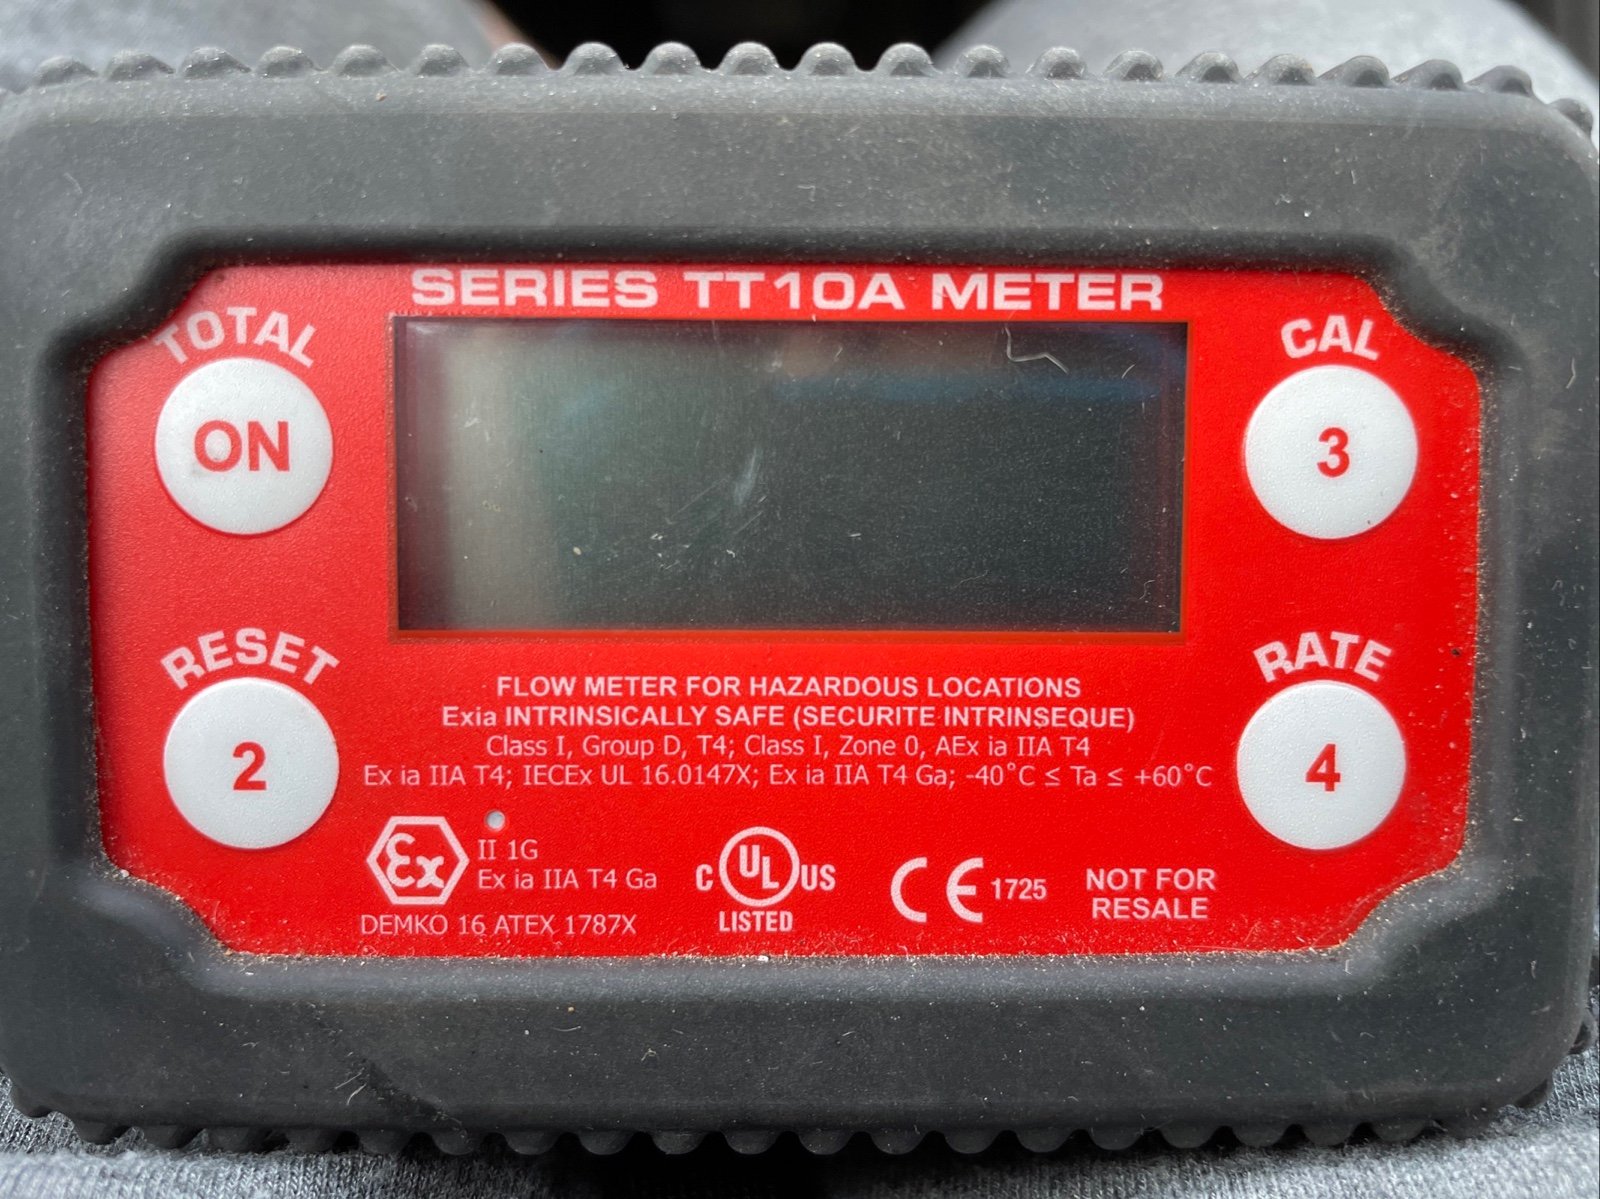 SERIES TT10A METER
TOTAL
ON
CAL
3
RESET
2
RATE
4
FLOW METER FOR HAZARDOUS LOCATIONS
Exia INTRINSICALLY SAFE (SECURITE INTRINSEQUE)
Class I, Group D, T4; Class I, Zone 0, AEx ia IIA T4
Ex ia IIA T4; IECEx UL 16.0147X; Ex ia IIA T4 Ga; -40°C ≤ Ta ≤ +60°C
Ex
II 1G
Ex ia IIA T4 Ga
DEMKO 16 ATEX 1787X
C UL US
LISTED
CE 1725
NOT FOR
RESALE